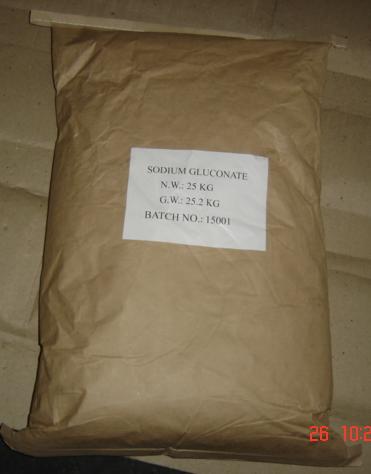 SODIUM GLUCONATE
N.W.: 25 KG
G.W.: 25.2 KG
BATCH NO.: 15001
26 10:2